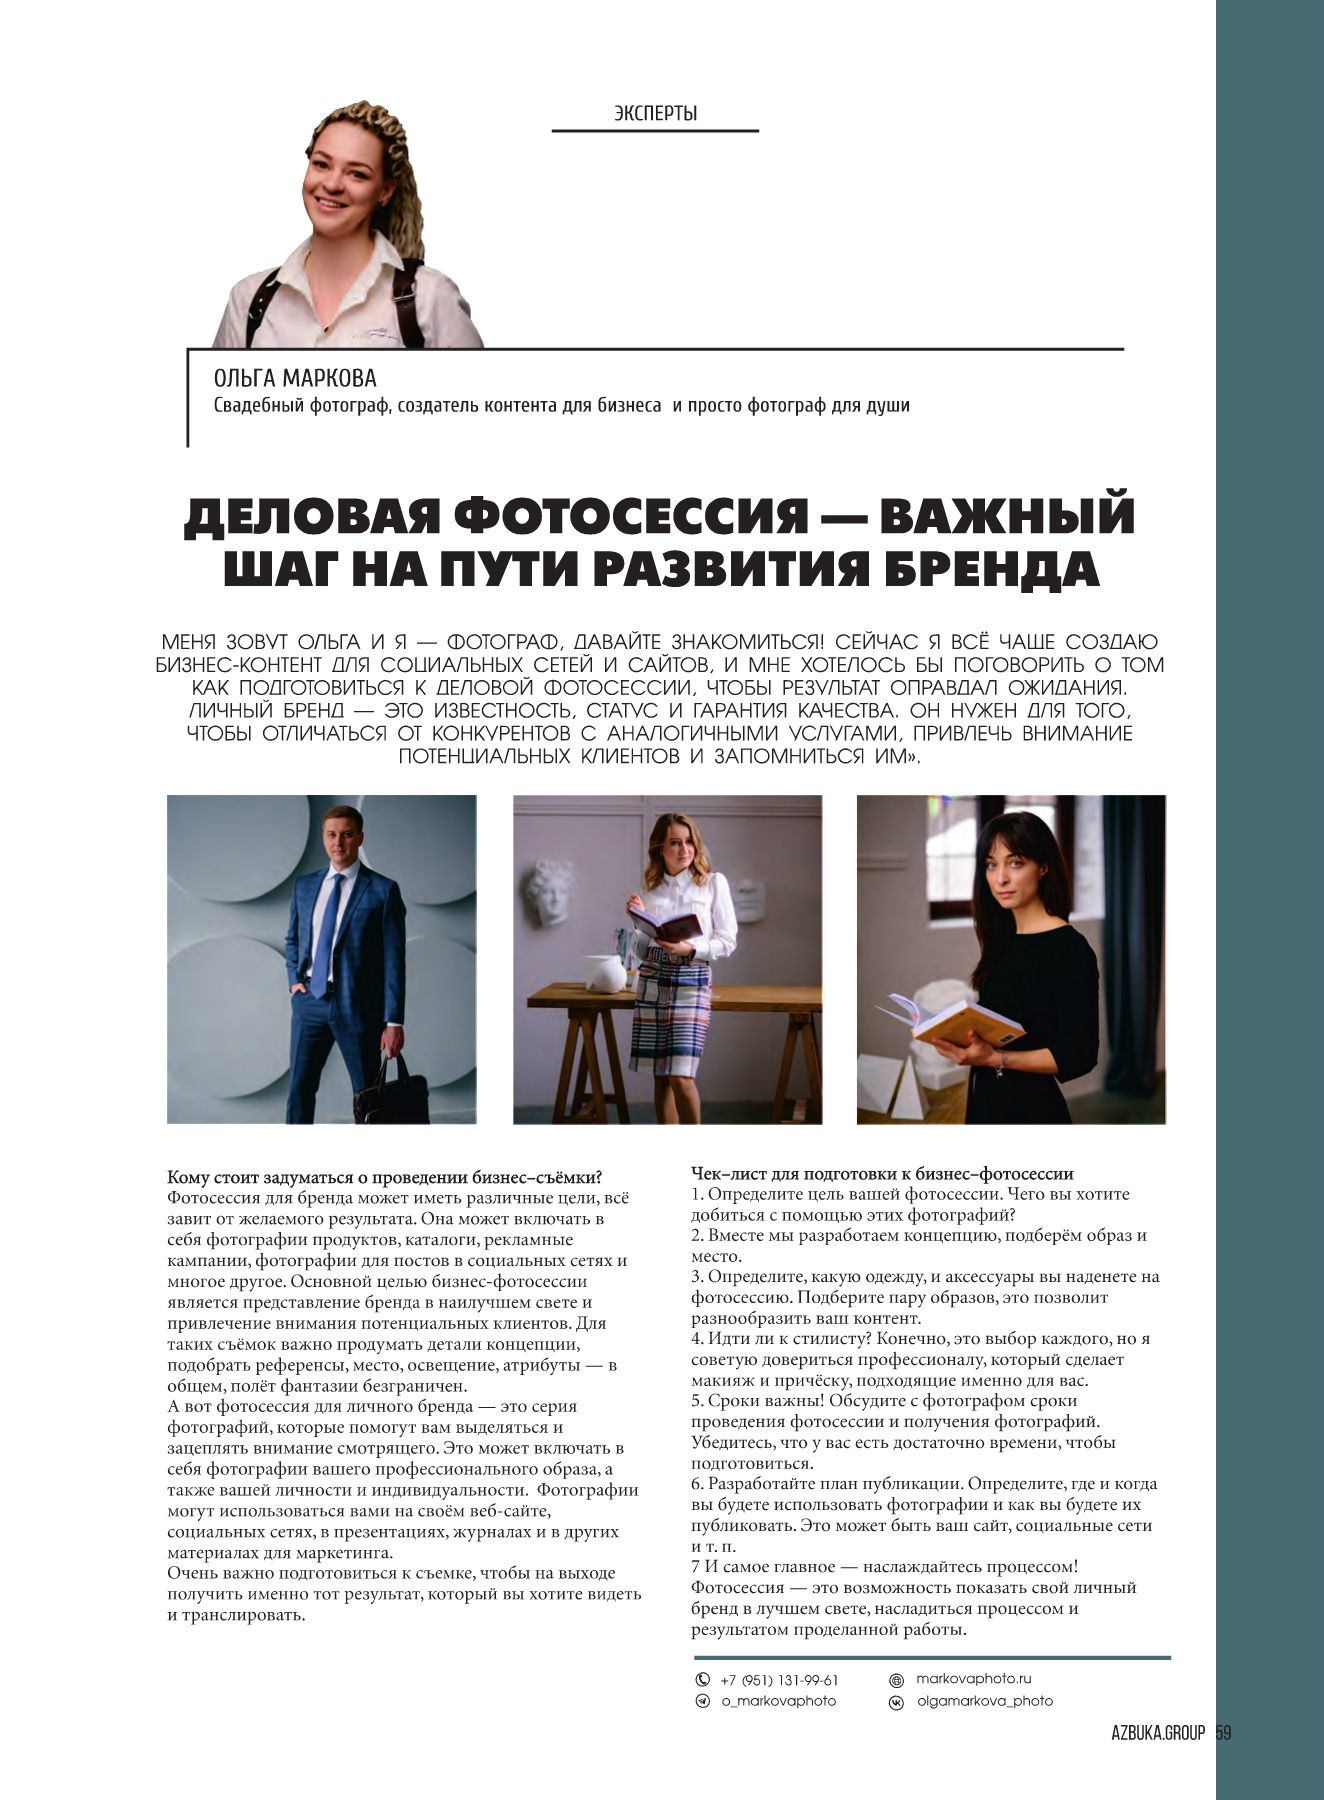 ЭКСПЕРТЫ
ОЛЬГА МАРКОВА
Свадебный фотограф, создатель контента для бизнеса и просто фотограф для души
ДЕЛОВАЯ ФОТОСЕССИЯ — ВАЖНЫЙ
ШАГ НА ПУТИ РАЗВИТИЯ БРЕНДА
МЕНЯ ЗОВУТ ОЛЬГА И Я — ФОТОГРАФ, ДАВАЙТЕ ЗНАКОМИТЬСЯ! СЕЙЧАС Я ВСЁ ЧАЩЕ СОЗДАЮ
БИЗНЕС-КОНТЕНТ ДЛЯ СОЦИАЛЬНЫХ СЕТЕЙ И САЙТОВ, И МНЕ ХОТЕЛОСЬ БЫ ПОГОВОРИТЬ О ТОМ
КАК ПОДГОТОВИТЬСЯ К ДЕЛОВОЙ ФОТОСЕССИИ, ЧТОБЫ РЕЗУЛЬТАТ ОПРАВДАЛ ОЖИДАНИЯ.
ЛИЧНЫЙ БРЕНД — ЭТО ИЗВЕСТНОСТЬ, СТАТУС И ГАРАНТИЯ КАЧЕСТВА. ОН НУЖЕН ДЛЯ ТОГО,
ЧТОБЫ ОТЛИЧАТЬСЯ ОТ КОНКУРЕНТОВ С АНАЛОГИЧНЫМИ УСЛУГАМИ, ПРИВЛЕЧЬ ВНИМАНИЕ
ПОТЕНЦИАЛЬНЫХ КЛИЕНТОВ И ЗАПОМНИТЬСЯ ИМ».
Кому стоит задуматься о проведении бизнес–съёмки?
Фотосессия для бренда может иметь различные цели, всё
завит от желаемого результата. Она может включать в
себя фотографии продуктов, каталоги, рекламные
кампании, фотографии для постов в социальных сетях и
многое другое. Основной целью бизнес-фотосессии
является представление бренда в наилучшем свете и
привлечение внимания потенциальных клиентов. Для
таких съёмок важно продумать детали концепции,
подобрать референсы, место, освещение, атрибуты — в
общем, полёт фантазии безграничен.
А вот фотосессия для личного бренда — это серия
фотографий, которые помогут вам выделяться и
зацеплять внимание смотрящего. Это может включать в
себя фотографии вашего профессионального образа, а
также вашей личности и индивидуальности. Фотографии
могут использоваться вами на своём веб-сайте,
социальных сетях, в презентациях, журналах и в других
материалах для маркетинга.
Очень важно подготовиться к съемке, чтобы на выходе
получить именно тот результат, который вы хотите видеть
и транслировать.
Чек–лист для подготовки к бизнес–фотосессии
1. Определите цель вашей фотосессии. Чего вы хотите
добиться с помощью этих фотографий?
2. Вместе мы разработаем концепцию, подберём образ и
место.
3. Определите, какую одежду, и аксессуары вы наденете на
фотосессию. Подберите пару образов, это позволит
разнообразить ваш контент.
4. Идти ли к стилисту? Конечно, это выбор каждого, но я
советую довериться профессионалу, который сделает
макияж и причёску, подходящие именно для вас.
5. Сроки важны! Обсудите с фотографом сроки
проведения фотосессии и получения фотографий.
Убедитесь, что у вас есть достаточно времени, чтобы
подготовиться.
6. Разработайте план публикации. Определите, где и когда
вы будете использовать фотографии и как вы будете их
публиковать. Это может быть ваш сайт, социальные сети
и т. п.
7 И самое главное — наслаждайтесь процессом!
Фотосессия — это возможность показать свой личный
бренд в лучшем свете, насладиться процессом и
результатом проделанной работы.
+7 (951) 131-99-61
markovaphoto.ru
o_markovaphoto
olgamarkova_photo
AZBUKA.GROUP 59